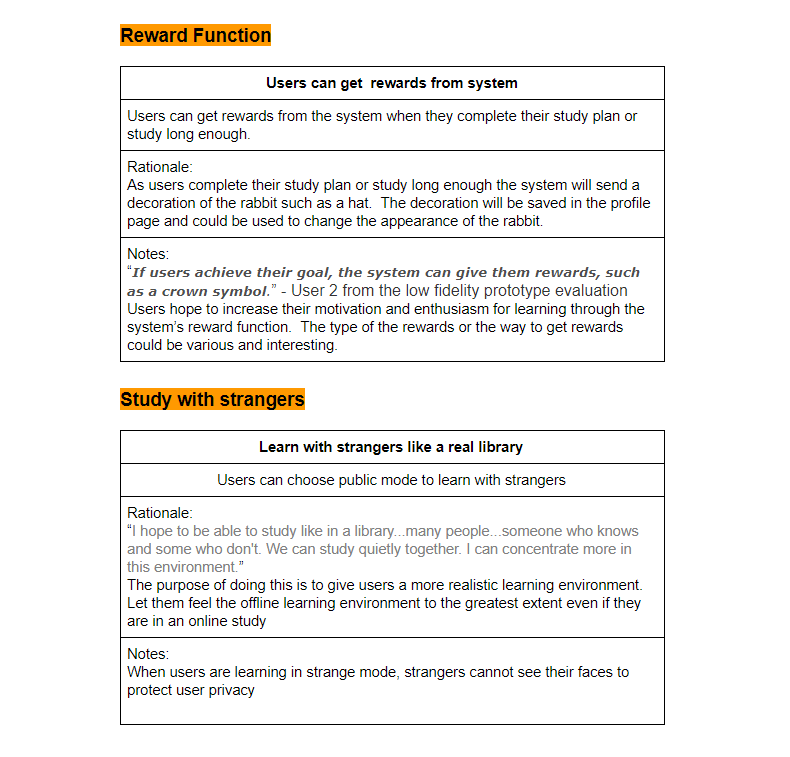 Reward Function
Users can get  rewards from system
Users can get rewards from the system when they complete their study plan or
study long enough.
Rationale:
As users complete their study plan or study long enough the system will send a
decoration of the rabbit such as a hat.  The decoration will be saved in the profile
page and could be used to change the appearance of the rabbit.
Notes:
“If users achieve their goal, the system can give them rewards, such
as a crown symbol.” - User 2 from the low fidelity prototype evaluation
Users hope to increase their motivation and enthusiasm for learning through the
system’s reward function.  The type of the rewards or the way to get rewards
could be various and interesting.
Study with strangers
Learn with strangers like a real library
Users can choose public mode to learn with strangers
Rationale:
“I hope to be able to study like in a library...many people...someone who knows
and some who don't. We can study quietly together. I can concentrate more in
this environment.”
The purpose of doing this is to give users a more realistic learning environment.
Let them feel the offline learning environment to the greatest extent even if they
are in an online study
Notes:
When users are learning in strange mode, strangers cannot see their faces to
protect user privacy